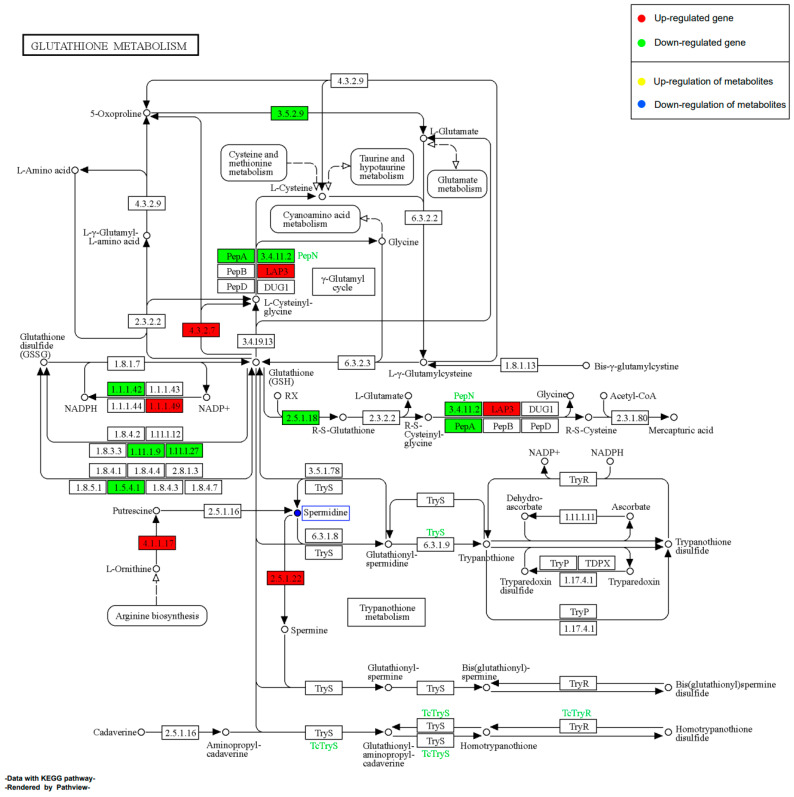 GLUTATHIONE METABOLISM
Up-regulated gene
Down-regulated gene
Up-regulation of metabolites
Down-regulation of metabolites
4.3.2.9
5-Oxoproline
3.5.2.9
L-Glutamate
Cysteine and
methionine
metabolism
Taurine and
hypotaurine
metabolism
Glutamate
metabolism
L-Amino acid
L-Cysteine
4.3.2.9
Cyanoamino acid
metabolism
6.3.2.2
L-γ-Glutamyl-
L-amino acid
Glycine
PepA
3.4.11.2
PepN
PepB
LAP3
PepD
DUG1
γ-Glutamyl
cycle
L-Cysteinyl-
glycine
2.3.2.2
4.3.2.7
3.4.19.13
Glutathione
disulfide
(GSSG)
1.8.1.7
Glutathione
(GSH)
6.3.2.3
L-γ-Glutamylcysteine
1.8.1.13
Bis-γ-glutamylcystine
1.1.1.42
1.1.1.43
1.1.1.44
1.1.1.49
NADPH
NADP+
RX
L-Glutamate
PepN
Glycine
Acetyl-CoA
2.5.1.18
R-S-Glutathione
2.3.2.2
R-S-
Cysteinyl-
glycine
3.4.11.2
LAP3
DUG1
PepA
PepB
PepD
R-S-Cysteine
2.3.1.80
Mercapturic acid
1.8.4.2
1.11.1.12
1.8.3.3
1.11.1.9
1.11.1.27
1.8.4.1
1.8.4.4
2.8.1.3
1.8.5.1
1.5.4.1
1.8.4.3
1.8.4.7
3.5.1.78
TryS
NADP+
NADPH
TryR
Putrescine
2.5.1.16
Spermidine
TryS
Dehydro-
ascorbate
Ascorbate
1.11.1.11
4.1.1.17
6.3.1.8
TryS
Glutathionyl-
spermidine
TryS
6.3.1.9
Trypanothione
Trypanothione
disulfide
L-Ornithine
2.5.1.22
TryP
TDPX
1.17.4.1
Tryparedoxin
disulfide
Tryparedoxin
Arginine biosynthesis
Trypanothione
metabolism
TryP
1.17.4.1
Spermine
Glutathionyl-
spermine
Bis(glutathionyl)-
spermine
TryS
TryS
TryR
Bis(glutathionyl)spermine
disulfide
Cadaverine
2.5.1.16
Aminopropyl-
cadaverine
TryS
TcTryS
Glutathionyl-
aminopropyl-
cadaverine
TcTryS
TryS
TryS
TcTryS
Homotrypanothione
TcTryR
TryR
Homotrypanothione
disulfide
-Data with KEGG pathway-
-Rendered by Pathview-